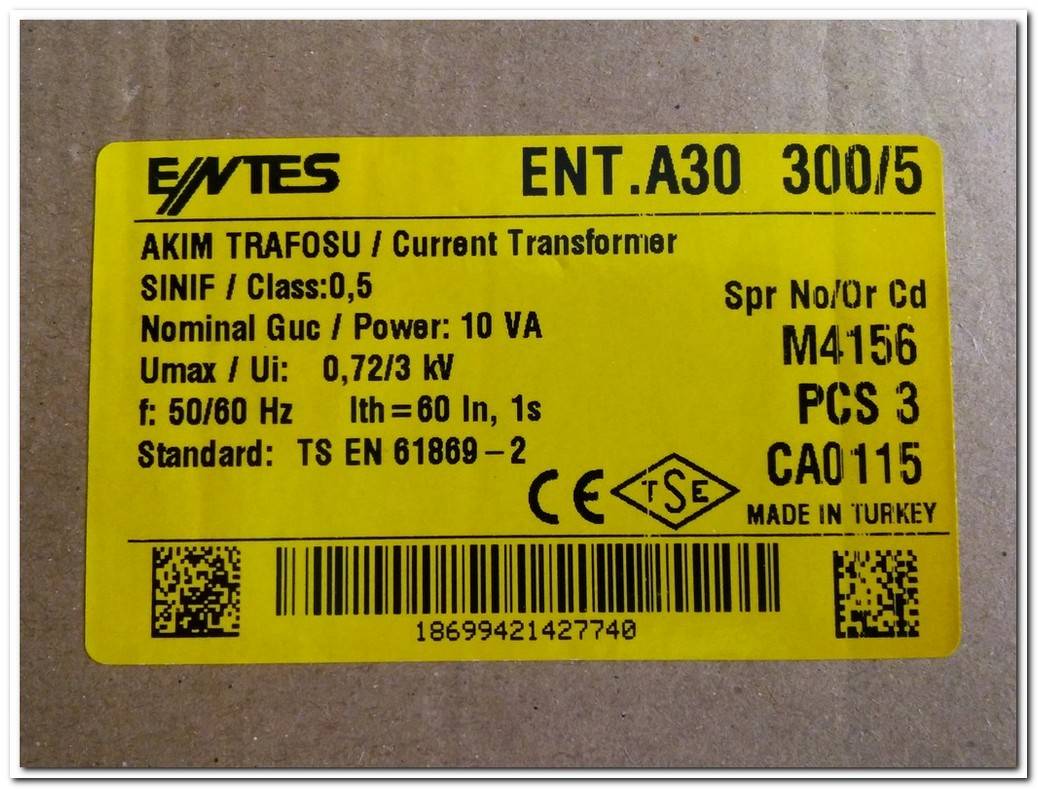 ENTES
ENT.A30 300/5
AKIM TRAFOSU / Current Transformer
SINIF / Class:0,5
Nominal Guc / Power: 10 VA
Umax / Ui: 0,72/3 kV
f: 50/60 Hz Ith=60 In, 1s
Standard: TS EN 61869-2
Spr No/Or Cd
M4156
PCS 3
CA0115
CE TSE
MADE IN TURKEY
18699421427740